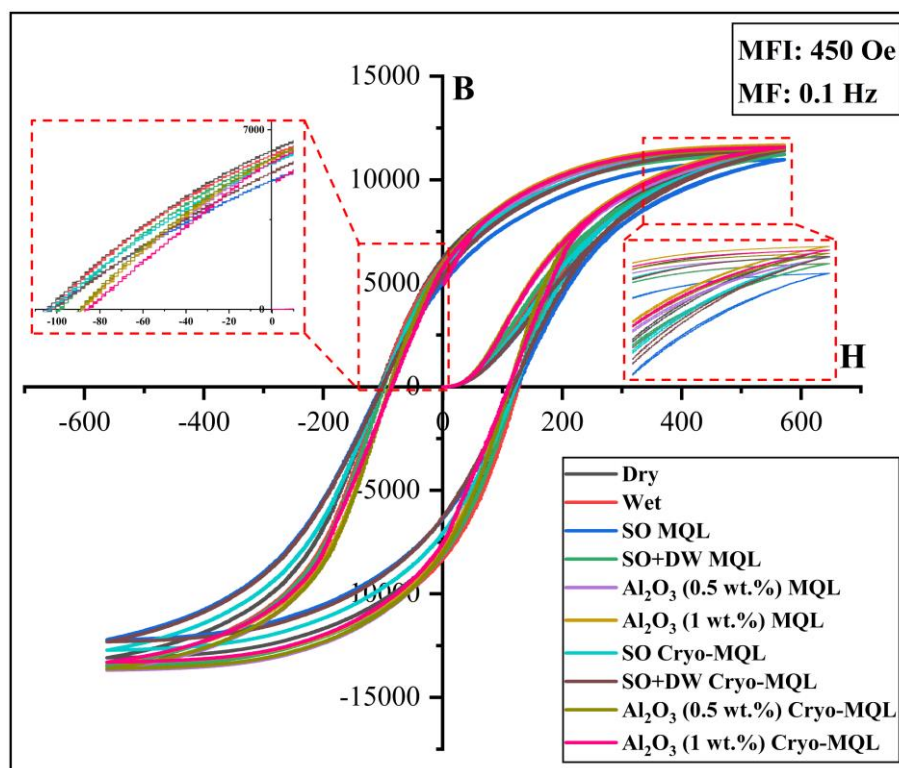 MFI: 450 Oe
MF: 0.1 Hz
15000
B
7000
10000
5000
0
-100
-80
-60
-40
-20
0
H
0
-600
-400
-200
0
200
400
600
-5000
-10000
-15000
Dry
Wet
SO MQL
SO+DW MQL
Al₂O₃ (0.5 wt.%) MQL
Al₂O₃ (1 wt.%) MQL
SO Cryo-MQL
SO+DW Cryo-MQL
Al₂O₃ (0.5 wt.%) Cryo-MQL
Al₂O₃ (1 wt.%) Cryo-MQL